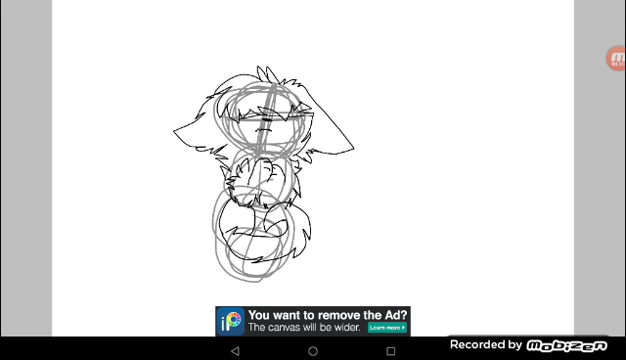 You want to remove the Ad?
The canvas will be wider.
Learn more
Recorded by MOBIZEN